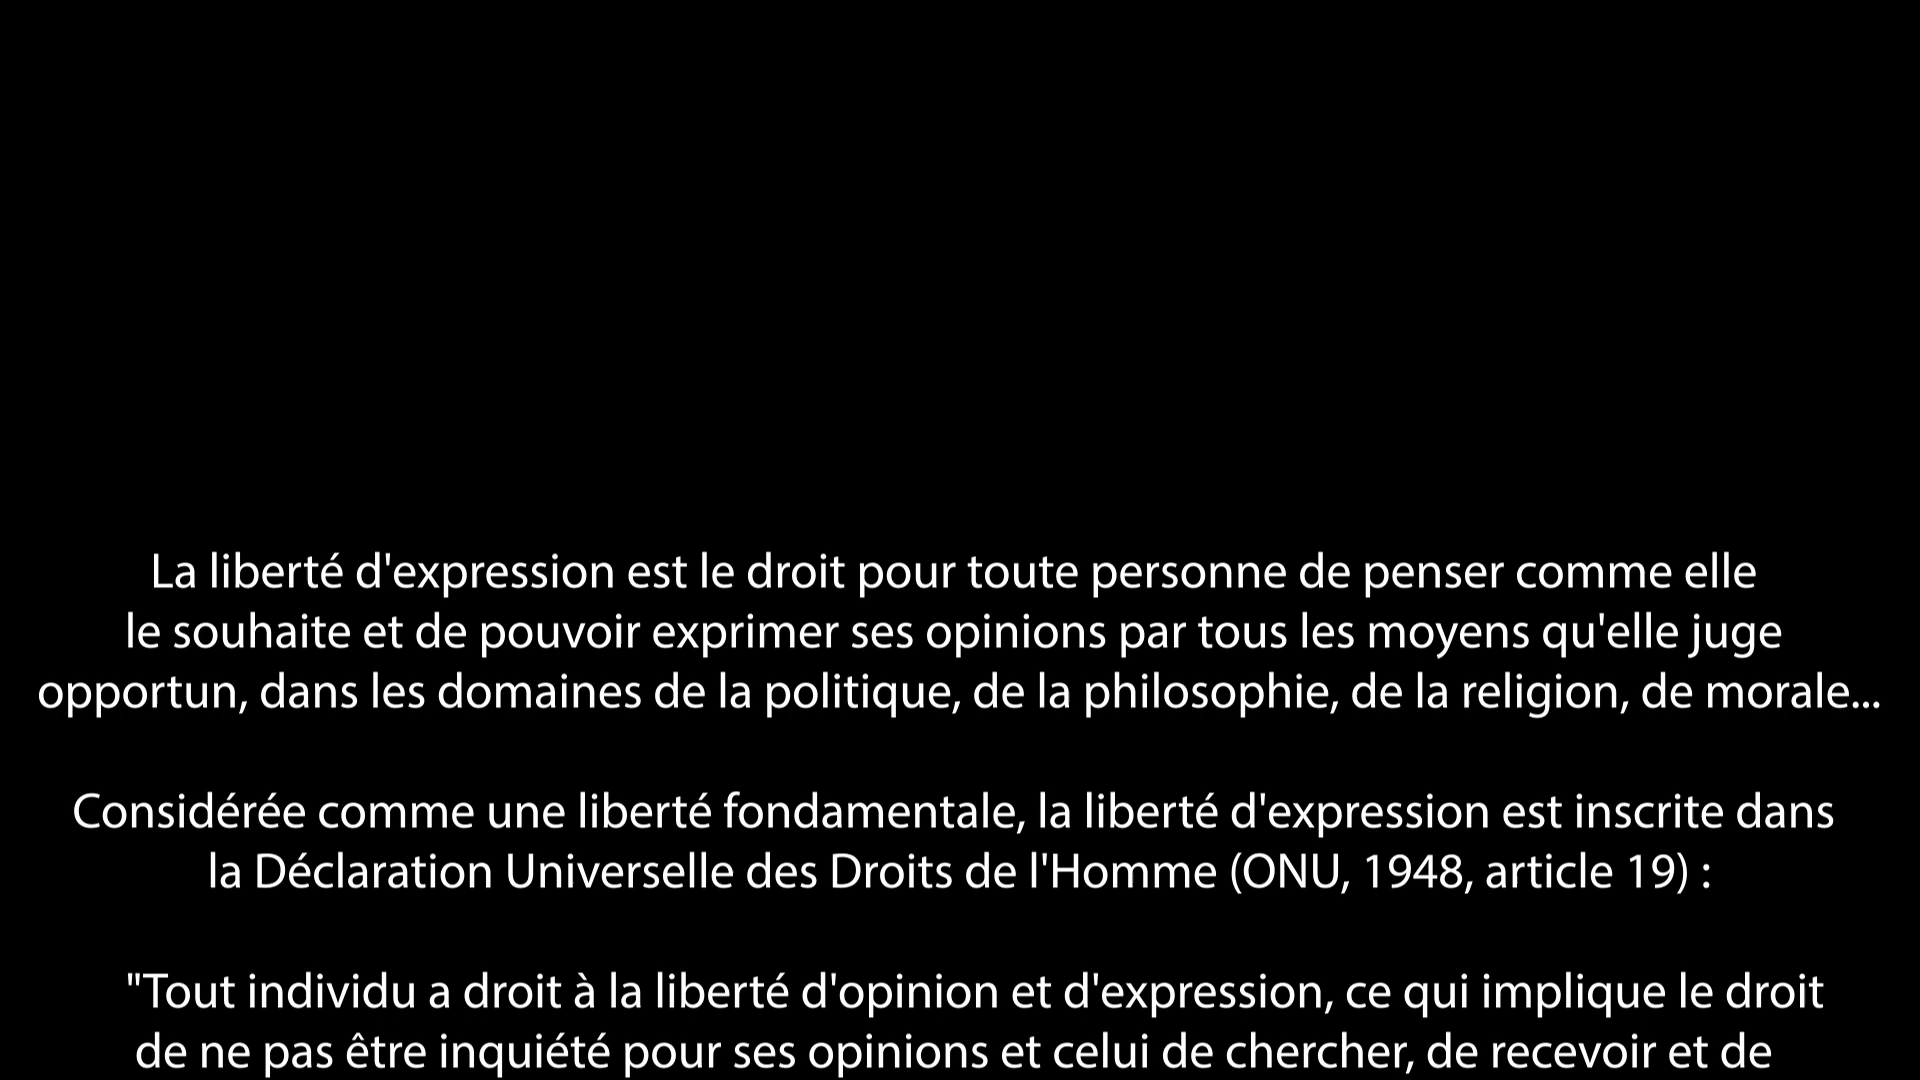 La liberté d'expression est le droit pour toute personne de penser comme elle
le souhaite et de pouvoir exprimer ses opinions par tous les moyens qu'elle juge
opportun, dans les domaines de la politique, de la philosophie, de la religion, de morale...
Considérée comme une liberté fondamentale, la liberté d'expression est inscrite dans
la Déclaration Universelle des Droits de l'Homme (ONU, 1948, article 19) :
"Tout individu a droit à la liberté d'opinion et d'expression, ce qui implique le droit
de ne pas être inquiété pour ses opinions et celui de chercher, de recevoir et de